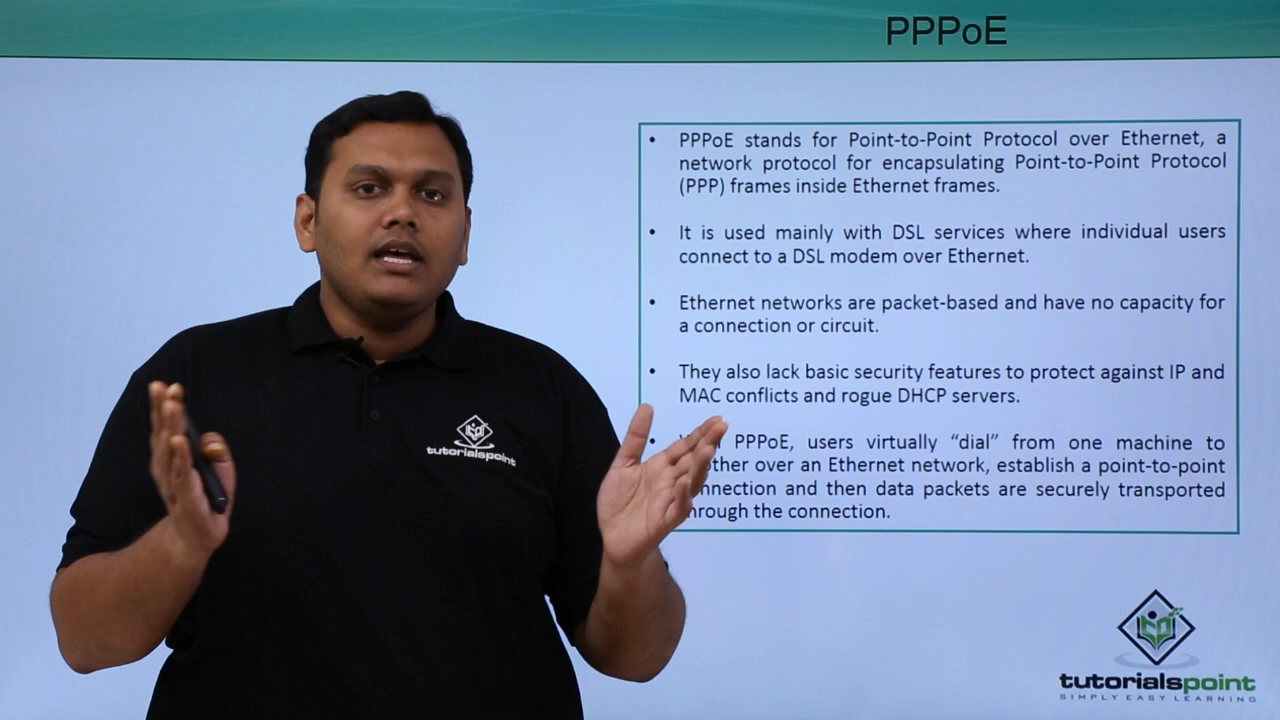 PPPoE
• PPPoE stands for Point-to-Point Protocol over Ethernet, a
network protocol for encapsulating Point-to-Point Protocol
(PPP) frames inside Ethernet frames.
• It is used mainly with DSL services where individual users
connect to a DSL modem over Ethernet.
• Ethernet networks are packet-based and have no capacity for
a connection or circuit.
• They also lack basic security features to protect against IP and
MAC conflicts and rogue DHCP servers.
• PPPoE, users virtually “dial” from one machine to
over an Ethernet network, establish a point-to-point
and then data packets are securely transported
the connection.
tutorialspoint
tutorialspoint
SIMPLY EASY LEARNING